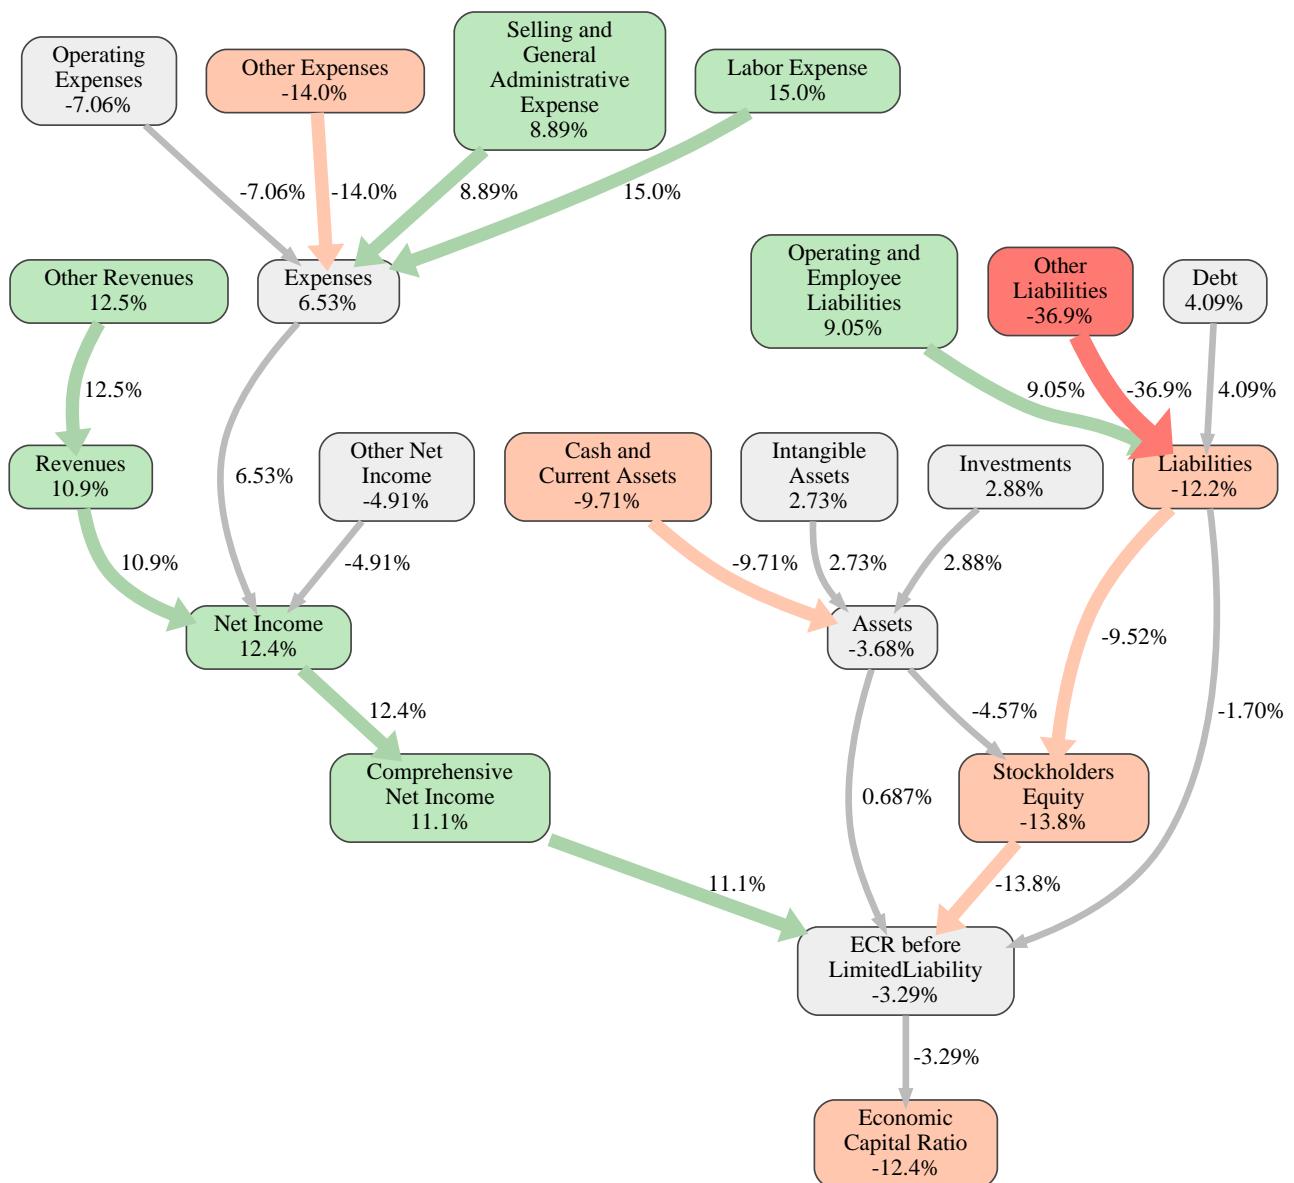 Operating
Expenses
-7.06%
Other Expenses
-14.0%
Selling and
General
Administrative
Expense
8.89%
Labor Expense
15.0%
-7.06%
-14.0%
8.89%
15.0%
Other Revenues
12.5%
Expenses
6.53%
Operating and
Employee
Liabilities
9.05%
Other
Liabilities
-36.9%
Debt
4.09%
12.5%
9.05%
-36.9%
4.09%
Revenues
10.9%
6.53%
Other Net
Income
-4.91%
Cash and
Current Assets
-9.71%
Intangible
Assets
2.73%
Investments
2.88%
Liabilities
-12.2%
10.9%
-4.91%
-9.71%
2.73%
2.88%
Net Income
12.4%
Assets
-3.68%
-9.52%
12.4%
-4.57%
-1.70%
Comprehensive
Net Income
11.1%
0.687%
Stockholders
Equity
-13.8%
11.1%
-13.8%
ECR before
LimitedLiability
-3.29%
-3.29%
Economic
Capital Ratio
-12.4%